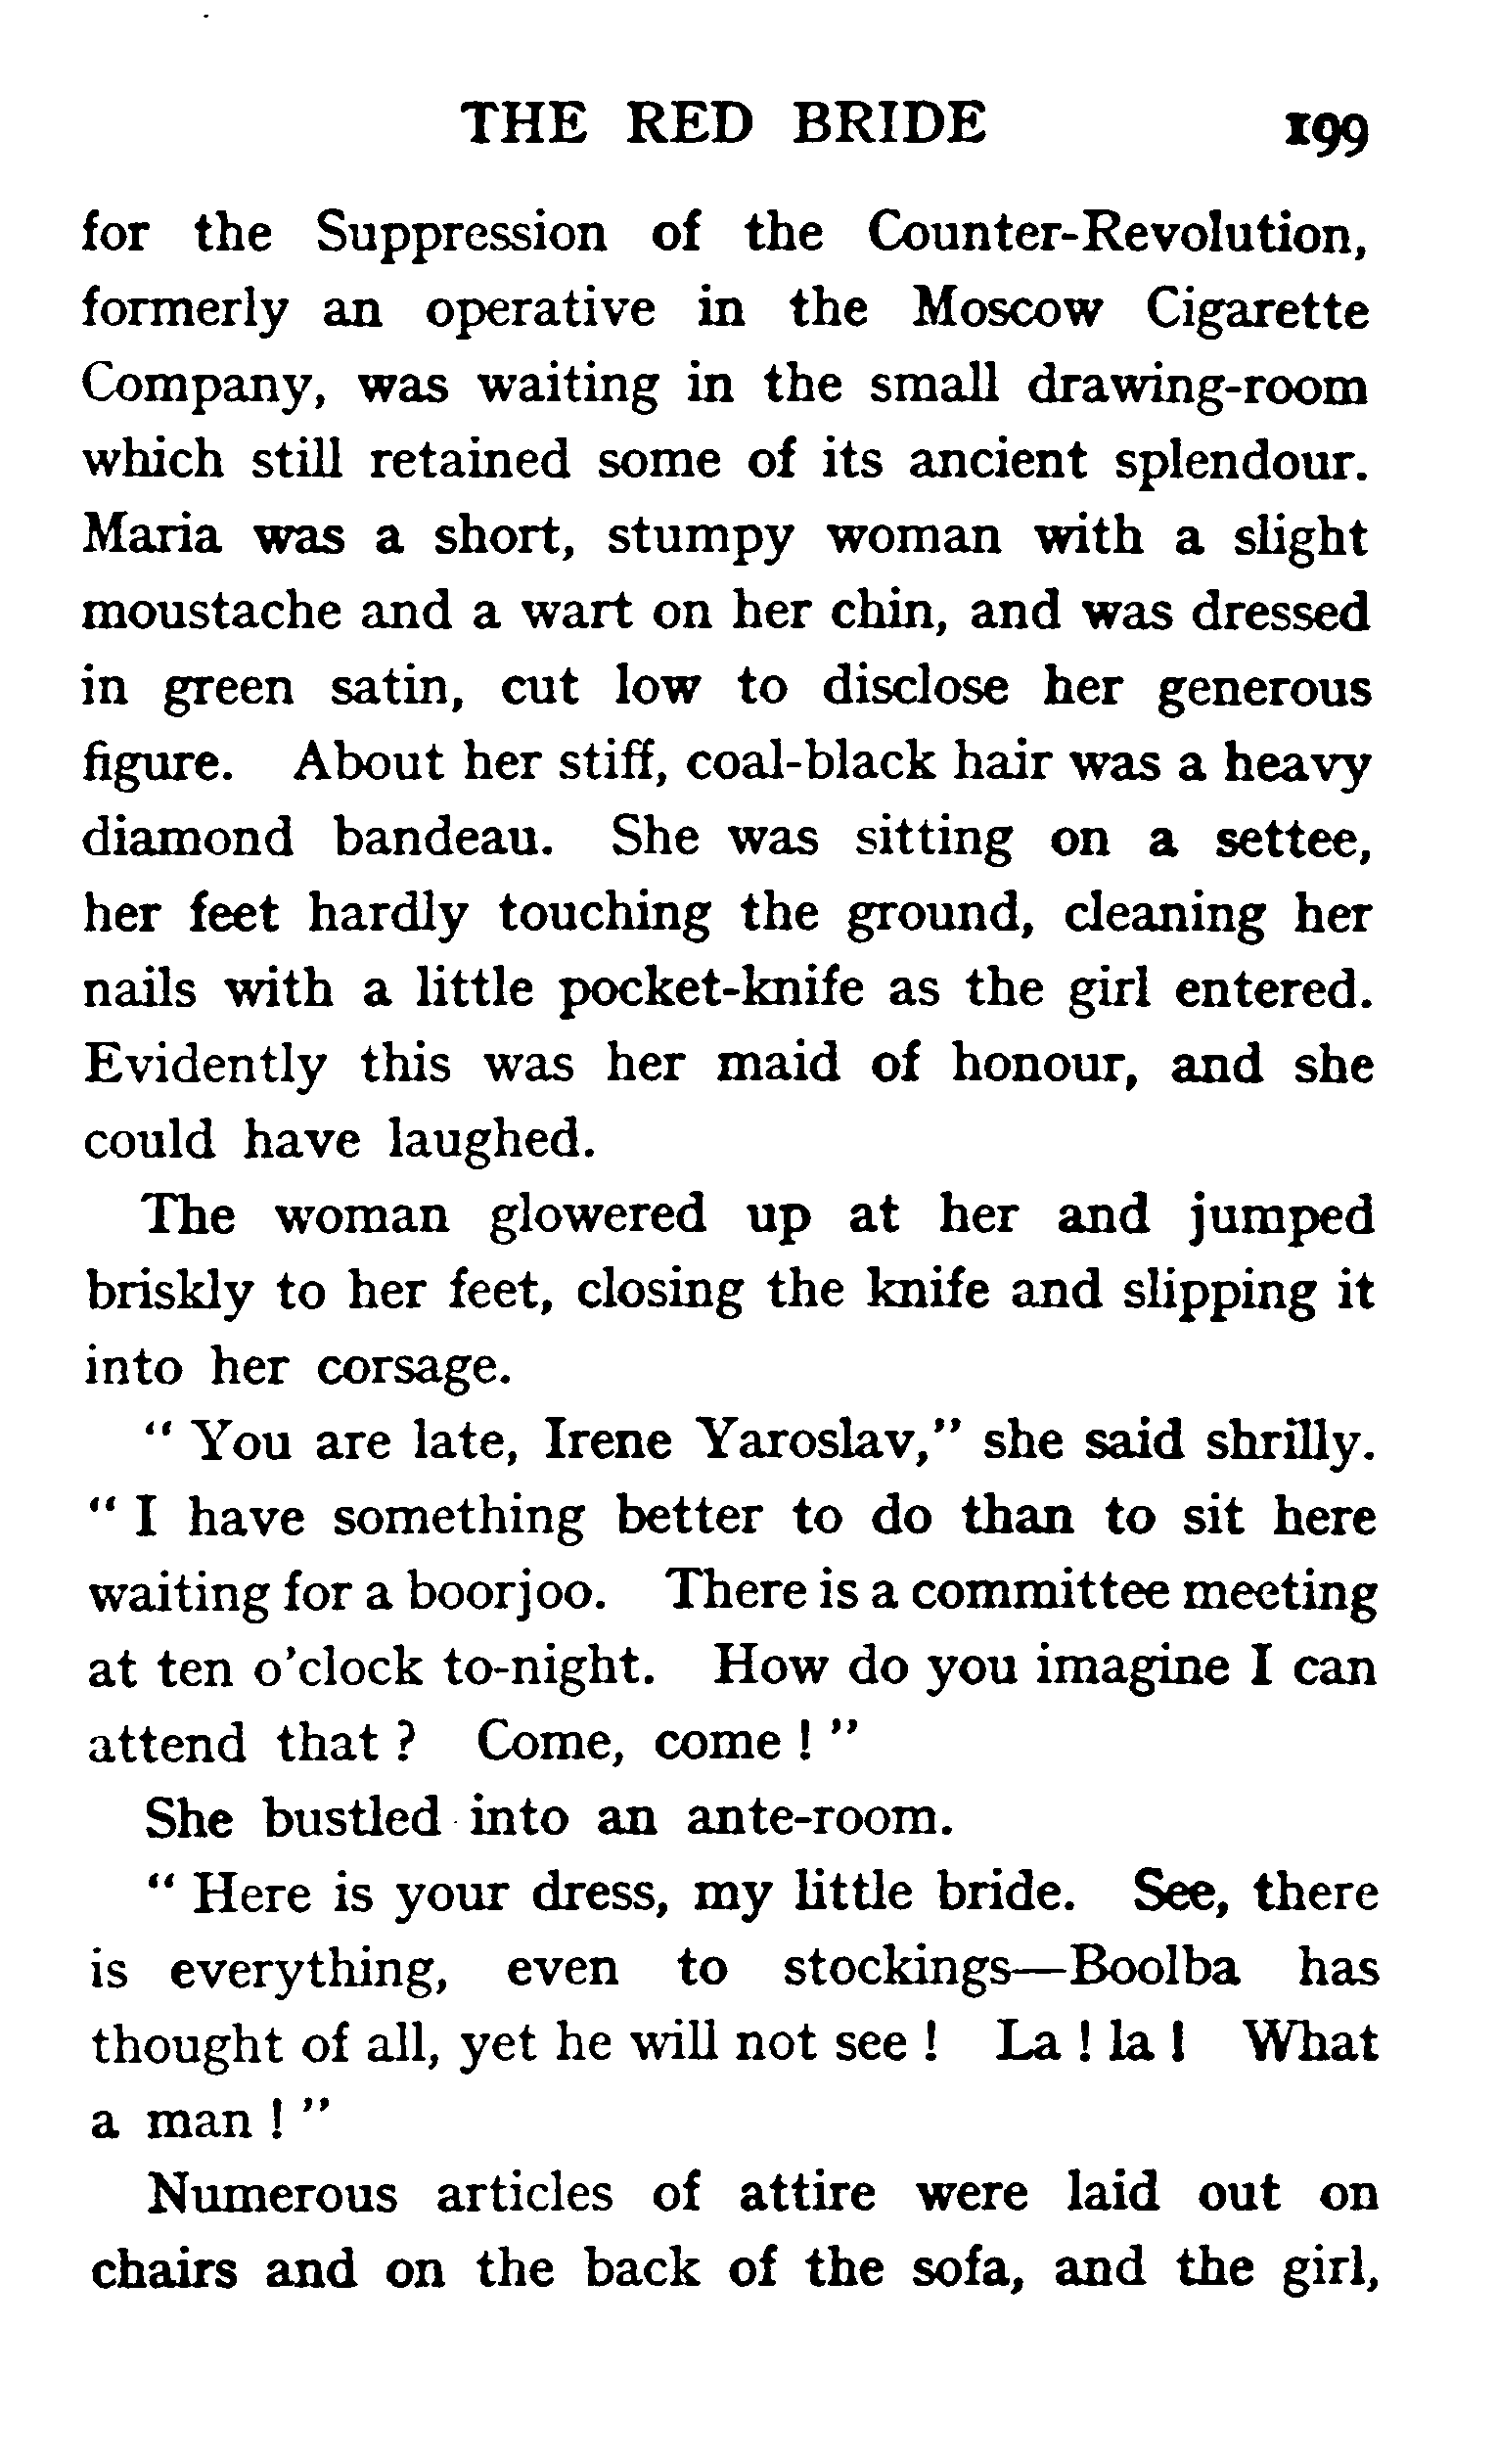 THE RED BRIDE 199
for the Suppression of the Counter-Revolution,
formerly an operative in the Moscow Cigarette
Company, was waiting in the small drawing-room
which still retained some of its ancient splendour.
Maria was a short, stumpy woman with a slight
moustache and a wart on her chin, and was dressed
in green satin, cut low to disclose her generous
figure. About her stiff, coal-black hair was a heavy
diamond bandeau. She was sitting on a settee,
her feet hardly touching the ground, cleaning her
nails with a little pocket-knife as the girl entered.
Evidently this was her maid of honour, and she
could have laughed.
The woman glowered up at her and jumped
briskly to her feet, closing the knife and slipping it
into her corsage.
" You are late, Irene Yaroslav," she said shrilly.
" I have something better to do than to sit here
waiting for a boorjoo. There is a committee meeting
at ten o'clock to-night. How do you imagine I can
attend that ? Come, come ! "
She bustled into an ante-room.
" Here is your dress, my little bride. See, there
is everything, even to stockings—Boolba has
thought of all, yet he will not see ! La ! la ! What
a man ! "
Numerous articles of attire were laid out on
chairs and on the back of the sofa, and the girl,